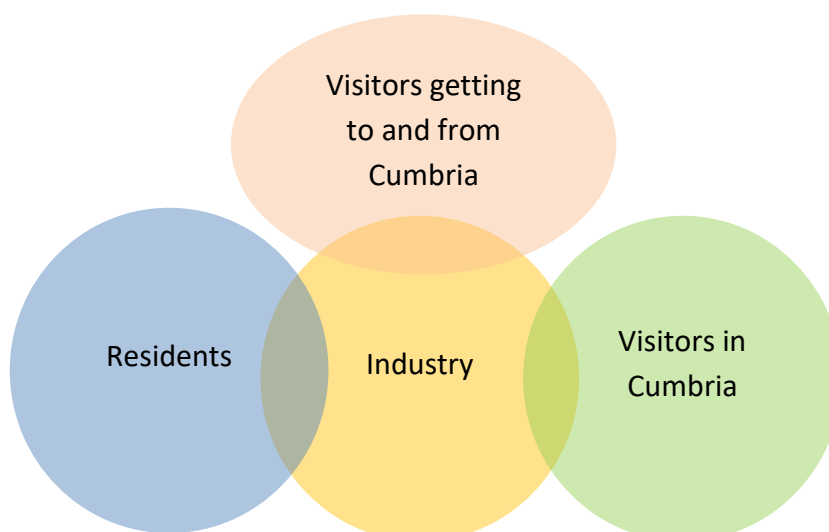 Visitors getting
to and from
Cumbria
Residents
Industry
Visitors in
Cumbria